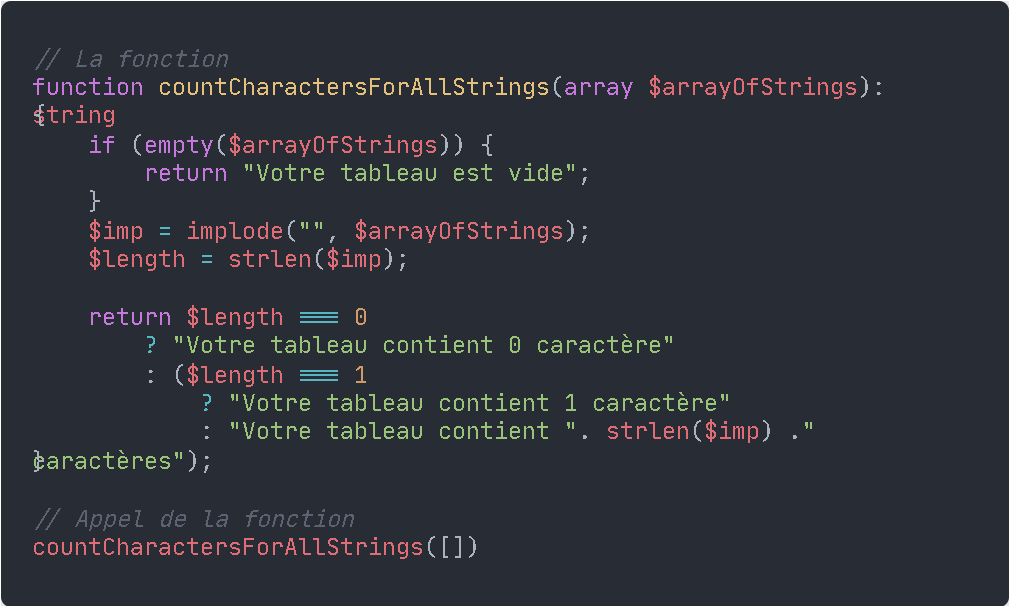 // La fonction
function countCharactersForAllStrings(array $arrayOfStrings):
string
{
    if (empty($arrayOfStrings)) {
        return "Votre tableau est vide";
    }
    $imp = implode("", $arrayOfStrings);
    $length = strlen($imp);

    return $length === 0
        ? "Votre tableau contient 0 caractère"
        : ($length === 1
            ? "Votre tableau contient 1 caractère"
            : "Votre tableau contient ". strlen($imp) ."
caractères");
}

// Appel de la fonction
countCharactersForAllStrings([])